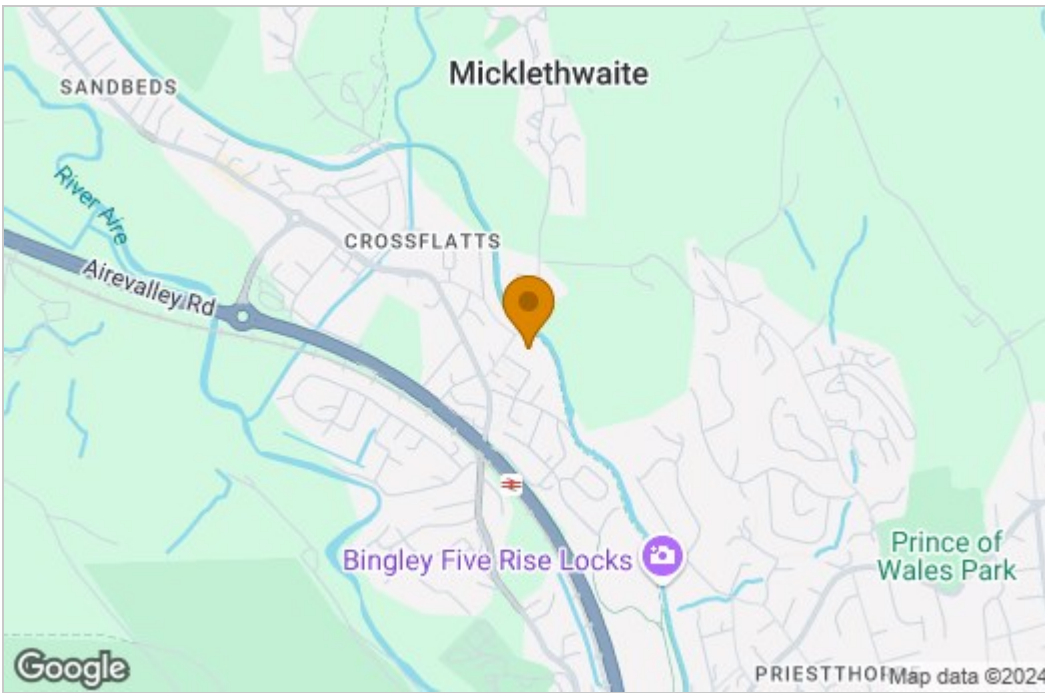 Micklethwaite
SANDBEDS
River Aire
CROSSFLATTS
Airevalley Rd
Bingley Five Rise Locks
Prince of
Wales Park
Google
Map data ©2024